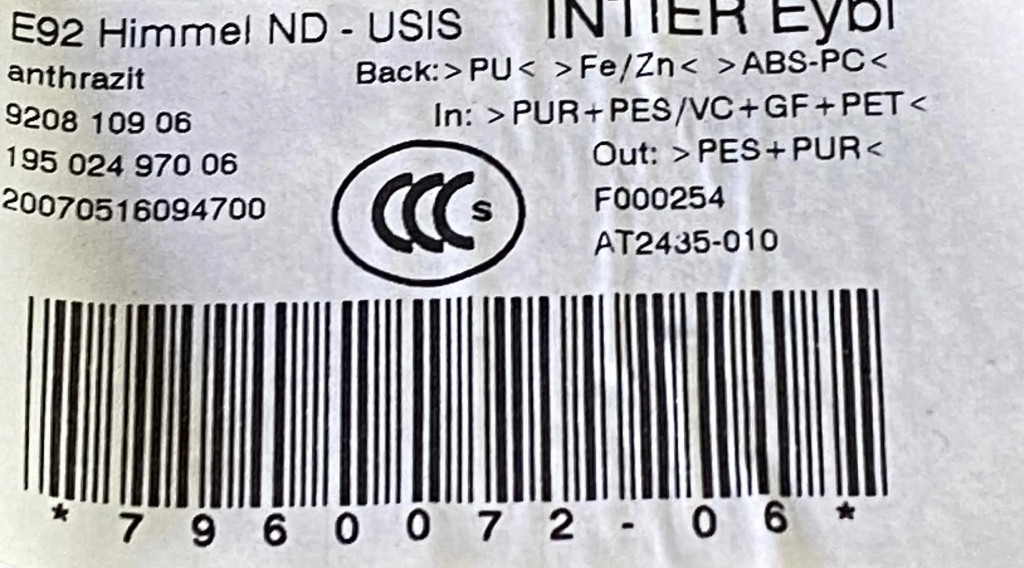 E92 Himmel ND - USIS
INTIER Eybl
anthrazit
Back: >PU< >Fe/Zn< >ABS-PC<
9208 109 06
In: >PUR+PES/VC+GF+PET<
195 024 970 06
Out: >PES+PUR<
20070516094700
CCC S
F000254
AT2435-010
*7960072-06*